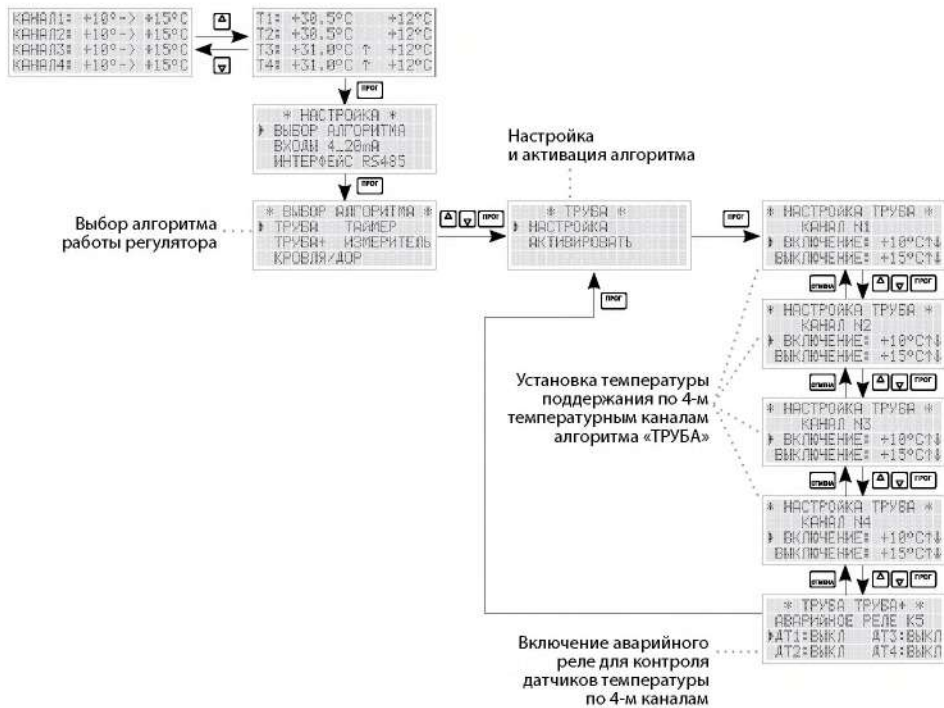 КАНАЛ1: +10°-> +15°C
КАНАЛ2: +10°-> +15°C
КАНАЛ3: +10°-> +15°C
КАНАЛ4: +10°-> +15°C
T1: +30.5°C +12°C
T2: +30.5°C +12°C
T3: +31.0°C ↑ +12°C
T4: +31.0°C ↑ +12°C
ПРОГ
* НАСТРОЙКА *
ВЫБОР АЛГОРИТМА
ВХОДЫ 4_20mA
ИНТЕРФЕЙС RS485
ПРОГ
Выбор алгоритма
работы регулятора
* ВЫБОР АЛГОРИТМА *
ТРУБА ТАЙМЕР
ТРУБА+ ИЗМЕРИТЕЛЬ
КРОВЛЯ/ДОР
ПРОГ
Настройка
и активация алгоритма
* ТРУБА *
НАСТРОЙКА
АКТИВИРОВАТЬ
ПРОГ
ПРОГ
* НАСТРОЙКА ТРУБА *
КАНАЛ N1
ВКЛЮЧЕНИЕ: +10°C↑↓
ВЫКЛЮЧЕНИЕ: +15°C↑↓
ОТМЕНА
ПРОГ
* НАСТРОЙКА ТРУБА *
КАНАЛ N2
ВКЛЮЧЕНИЕ: +10°C↑↓
ВЫКЛЮЧЕНИЕ: +15°C↑↓
ОТМЕНА
ПРОГ
Установка температуры
поддержания по 4-м
температурным каналам
алгоритма «ТРУБА»
* НАСТРОЙКА ТРУБА *
КАНАЛ N3
ВКЛЮЧЕНИЕ: +10°C↑↓
ВЫКЛЮЧЕНИЕ: +15°C↑↓
ОТМЕНА
ПРОГ
* НАСТРОЙКА ТРУБА *
КАНАЛ N4
ВКЛЮЧЕНИЕ: +10°C↑↓
ВЫКЛЮЧЕНИЕ: +15°C↑↓
ОТМЕНА
ПРОГ
* ТРУБА ТРУБА+ *
АВАРИЙНОЕ РЕЛЕ К5
ДТ1:ВЫКЛ ДТ3:ВЫКЛ
ДТ2:ВЫКЛ ДТ4:ВЫКЛ
Включение аварийного
реле для контроля
датчиков температуры
по 4-м каналам